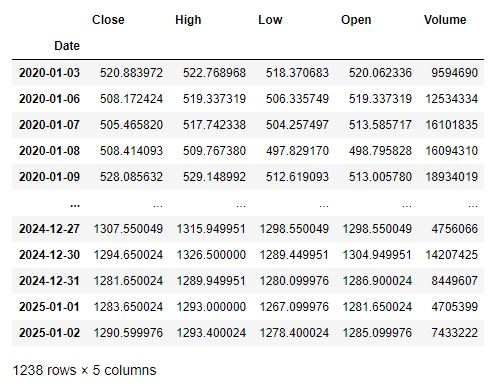 Close High Low Open Volume
Date
2020-01-03 520.883972 522.768968 518.370683 520.062336 9594690
2020-01-06 508.172424 519.337319 506.335749 519.337319 12534334
2020-01-07 505.465820 517.742338 504.257497 513.585717 16101835
2020-01-08 508.414093 509.767380 497.829170 498.795828 16094310
2020-01-09 528.085632 529.148992 512.619093 513.005780 18934019
... ... ... ... ... ...
2024-12-27 1307.550049 1315.949951 1298.550049 1298.550049 4756066
2024-12-30 1294.650024 1326.500000 1289.449951 1304.949951 14207425
2024-12-31 1281.650024 1289.949951 1280.099976 1286.900024 8449607
2025-01-01 1283.650024 1293.000000 1267.099976 1281.650024 4705399
2025-01-02 1290.599976 1293.400024 1278.400024 1285.099976 7433222
1238 rows × 5 columns